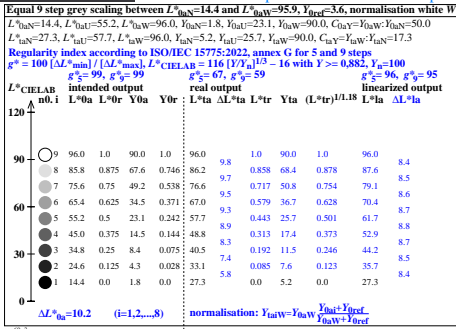 Equal 9 step grey scaling between L*0N=14.4 and L*0W=95.9, Y0ref=3.6, normalisation white W
L*0aN=14.4, L*0aU=55.2, L*0aW=96.0, Y0aN=1.8, Y0aU=23.1, Y0aW=90.0, C0aY=Y0aW:Y0aN=50.0
L*taN=27.3, L*taU=57.7, L*taW=96.0, YtaN=5.2, YtaU=25.7, YtaW=90.0, CtaY=YtaW:YtaN=17.3
Regularity index according to ISO/IEC 15775:2022, annex G for 5 and 9 steps
g* = 100 [ΔL*min] / [ΔL*max], L*CIELAB = 116 [Y/Yn]1/3 − 16 with Y >= 0,882, Yn=100
g*5= 99, g*9= 99 g*5= 67, g*9= 59 g*5= 96, g*9= 95
L*CIELAB intended output real output linearized output
n0. i L*0a L*0r Y0a Y0r L*ta ΔL*ta L*tr Yta (L*tr)1/1.18 L*la ΔL*la
120
9 96.0 1.0 90.0 1.0 96.0 1.0 90.0 1.0 96.0
9.8 8.4
8 85.8 0.875 67.6 0.746 86.2 0.858 68.4 0.878 87.6
90
9.7 8.5
7 75.6 0.75 49.2 0.538 76.6 0.717 50.8 0.754 79.1
9.6 8.6
6 65.4 0.625 34.5 0.371 67.0 0.579 36.7 0.628 70.4
60
9.3 8.7
5 55.2 0.5 23.1 0.242 57.7 0.443 25.7 0.501 61.7
8.9 8.8
4 45.0 0.375 14.5 0.144 48.8 0.313 17.4 0.373 52.9
8.3 8.7
3 34.8 0.25 8.4 0.075 40.5 0.192 11.5 0.246 44.2
30
7.4 8.5
2 24.6 0.125 4.3 0.028 33.1 0.085 7.6 0.123 35.7
5.8 8.4
1 14.4 0.0 1.8 0.0 27.3 0.0 5.2 0.0 27.3
0
ΔL*0a=10.2 (i=1,2,...,8) normalisation: YtaiW=Y0aW Y0ai+Y0ref
Y0aW+Y0ref